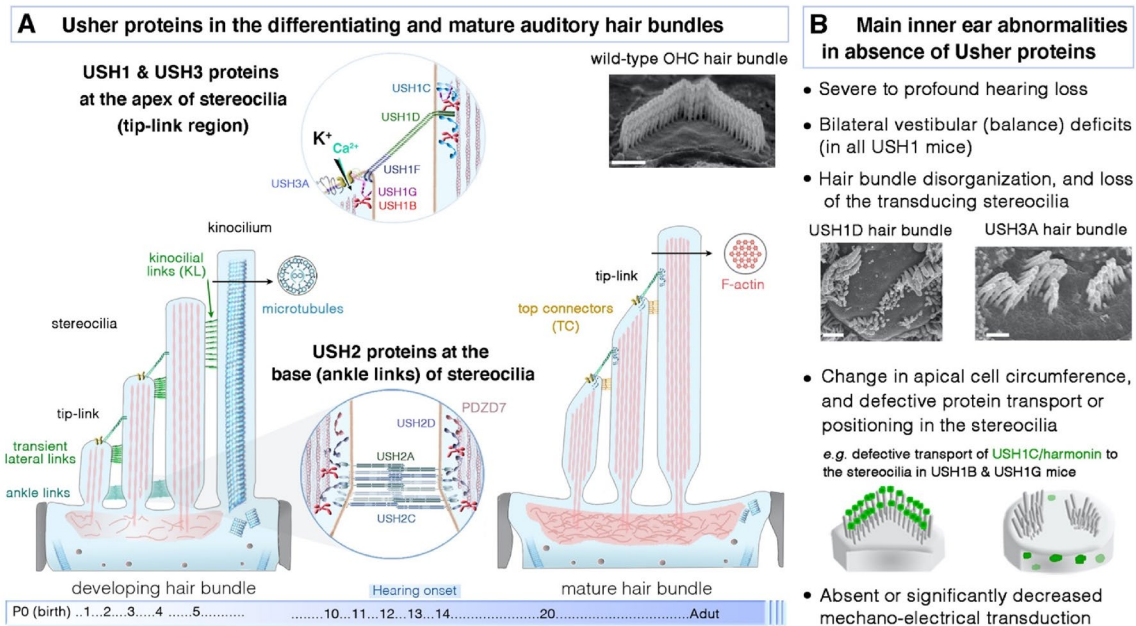 A Usher proteins in the differentiating and mature auditory hair bundles
USH1 & USH3 proteins
at the apex of stereocilia
(tip-link region)
USH1C
USH1D
K+
Ca2+
USH1F
USH3A
USH1G
USH1B
wild-type OHC hair bundle
kinocilium
kinocilial
links (KL)
microtubules
stereocilia
tip-link
transient
lateral links
ankle links
USH2 proteins at the
base (ankle links) of stereocilia
PDZD7
USH2D
USH2A
USH2C
tip-link
F-actin
top connectors
(TC)
developing hair bundle
Hearing onset
mature hair bundles
P0 (birth) ..1...2....3.....4 ......5.......... ........10...11....12....13...14......................20...................................Adut
B Main inner ear abnormalities
in absence of Usher proteins
• Severe to profound hearing loss
• Bilateral vestibular (balance) deficits
(in all USH1 mice)
• Hair bundle disorganization, and loss
of the transducing stereocilia
USH1D hair bundle
USH3A hair bundle
• Change in apical cell circumference,
and defective protein transport or
positioning in the stereocilia
e.g. defective transport of USH1C/harmonin to
the stereocilia in USH1B & USH1G mice
• Absent or significantly decreased
mechano-electrical transduction